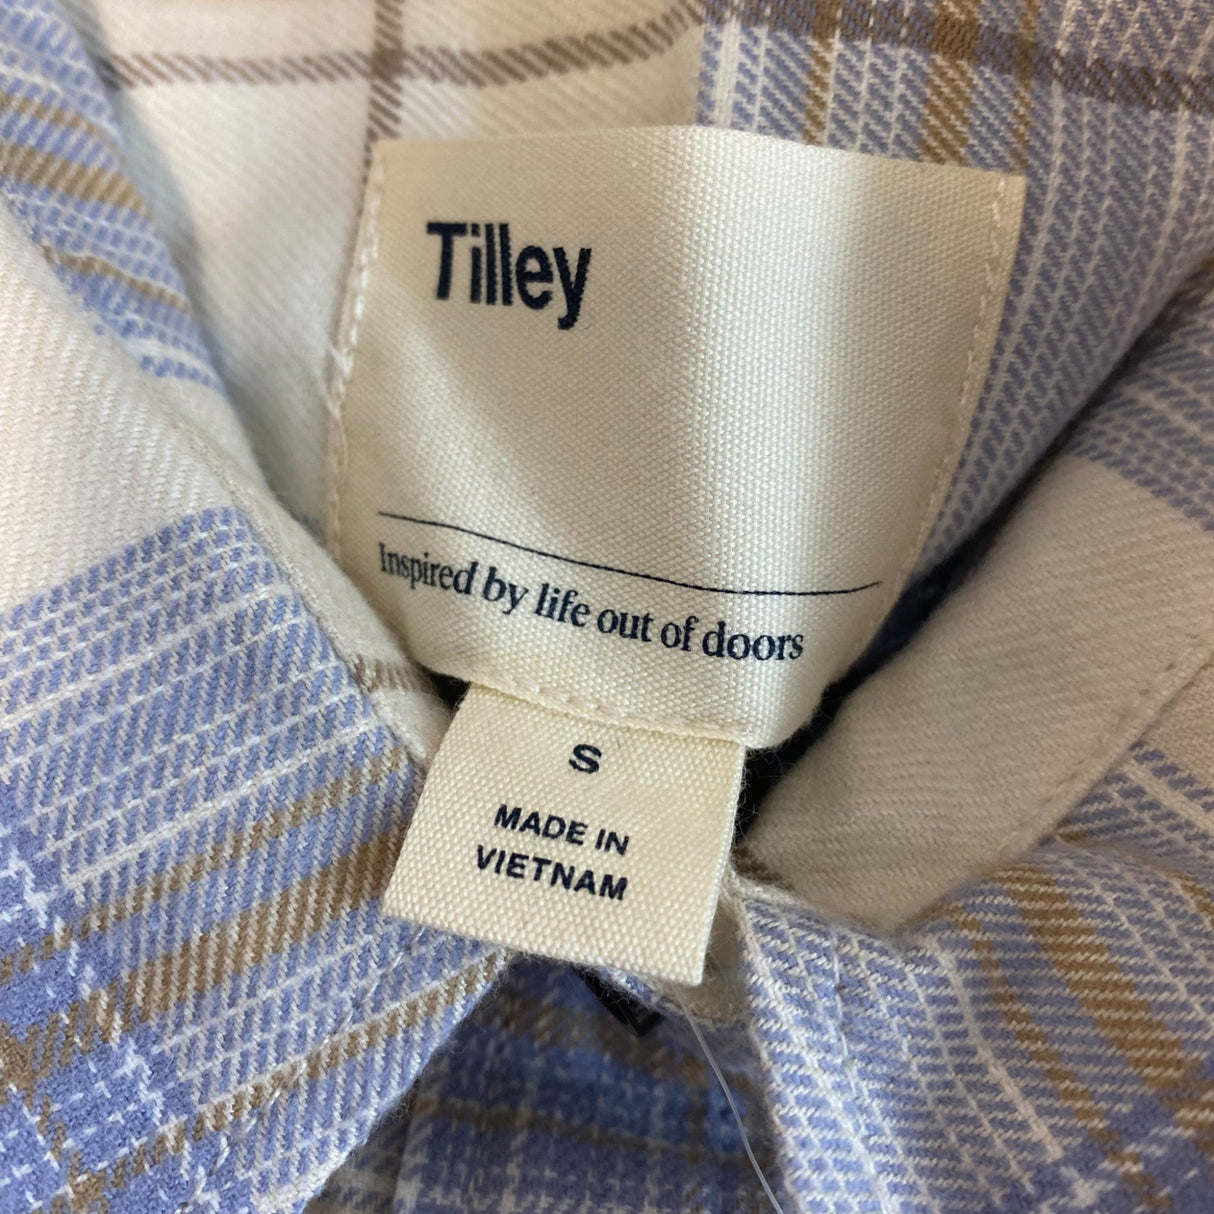 Tilley
Inspired by life out of doors
S
MADE IN
VIETNAM